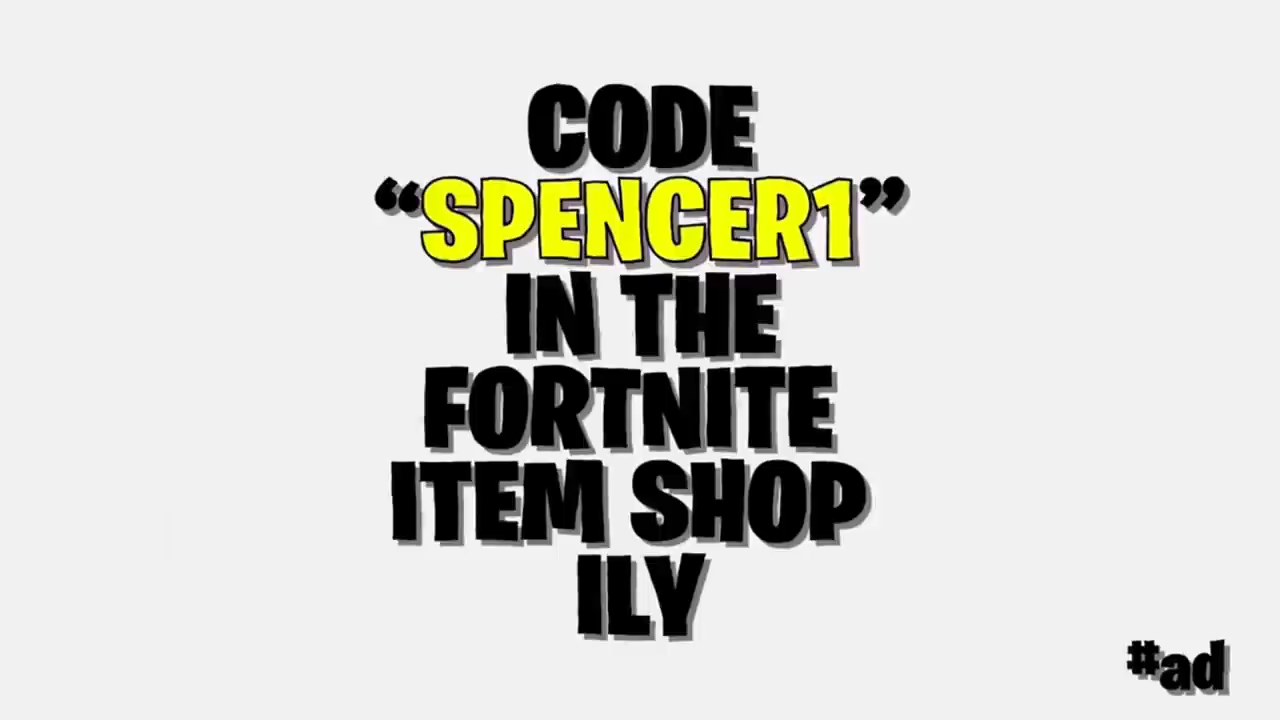 CODE
“SPENCER1”
IN THE
FORTNITE
ITEM SHOP
ILY
#ad